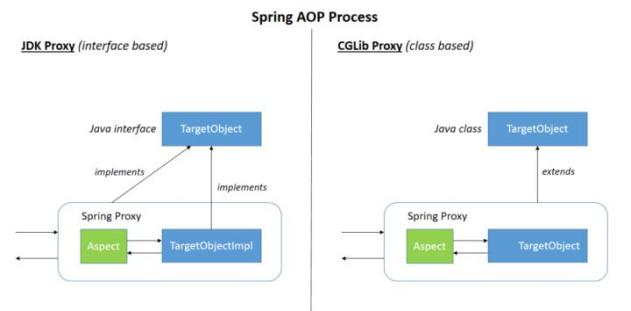 Spring AOP Process
JDK Proxy (interface based)
Java interface
TargetObject
implements
implements
Spring Proxy
Aspect
TargetObjectImpl
CGLib Proxy (class based)
Java class
TargetObject
extends
Spring Proxy
Aspect
TargetObject